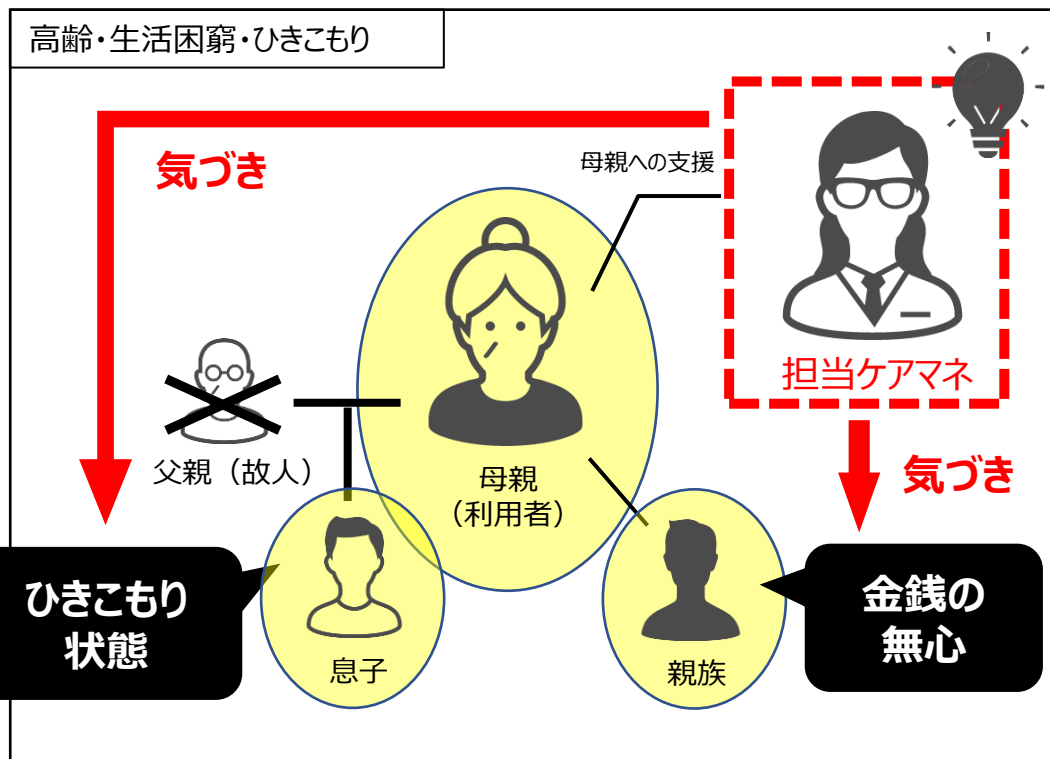 高齢・生活困窮・ひきこもり
気づき
母親への支援
担当ケアマネ
父親（故人）
母親
（利用者）
気づき
ひきこもり
状態
息子
親族
金銭の
無心